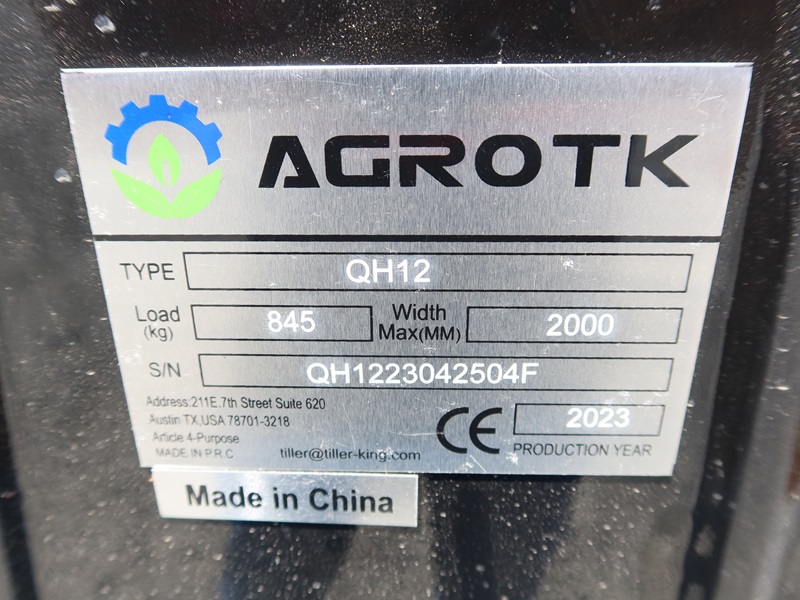 AGROTK
TYPE QH12
Load (kg) 845 Width Max(MM) 2000
S/N QH1223042504F
Address:211E.7th Street Suite 620
Austin TX,USA 78701-3218
Article 4-Purpose
MADE IN P.R.C tiller@tiller-king.com
CE 2023
PRODUCTION YEAR
Made in China